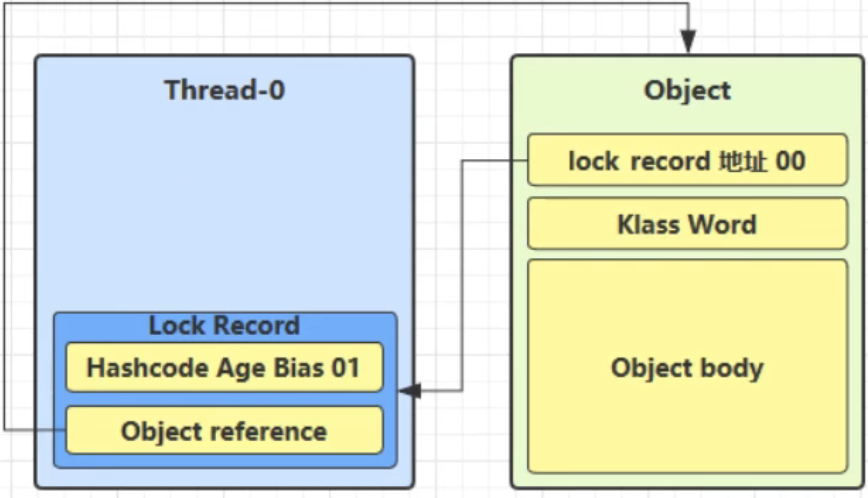 Thread-0
Lock Record
Hashcode Age Bias 01
Object reference
Object
lock record 地址 00
Klass Word
Object body